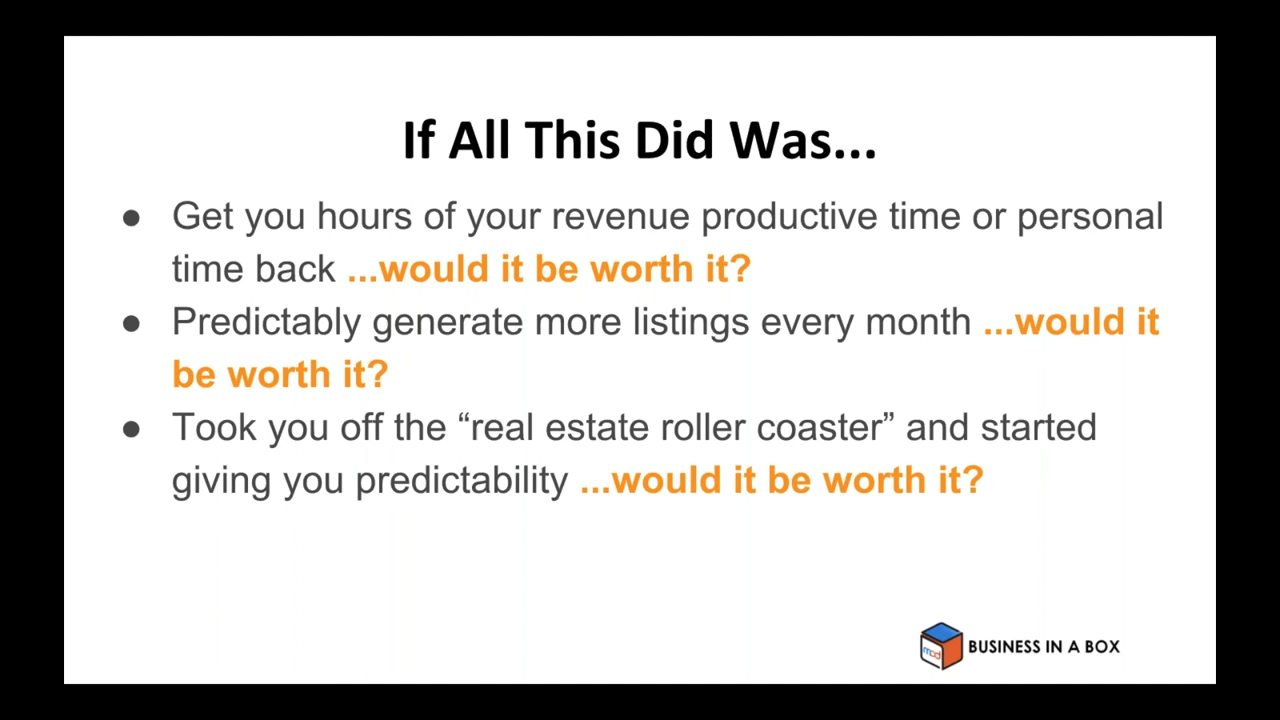 If All This Did Was...
● Get you hours of your revenue productive time or personal
time back ...would it be worth it?
● Predictably generate more listings every month ...would it
be worth it?
● Took you off the “real estate roller coaster” and started
giving you predictability ...would it be worth it?
mod
BUSINESS IN A BOX